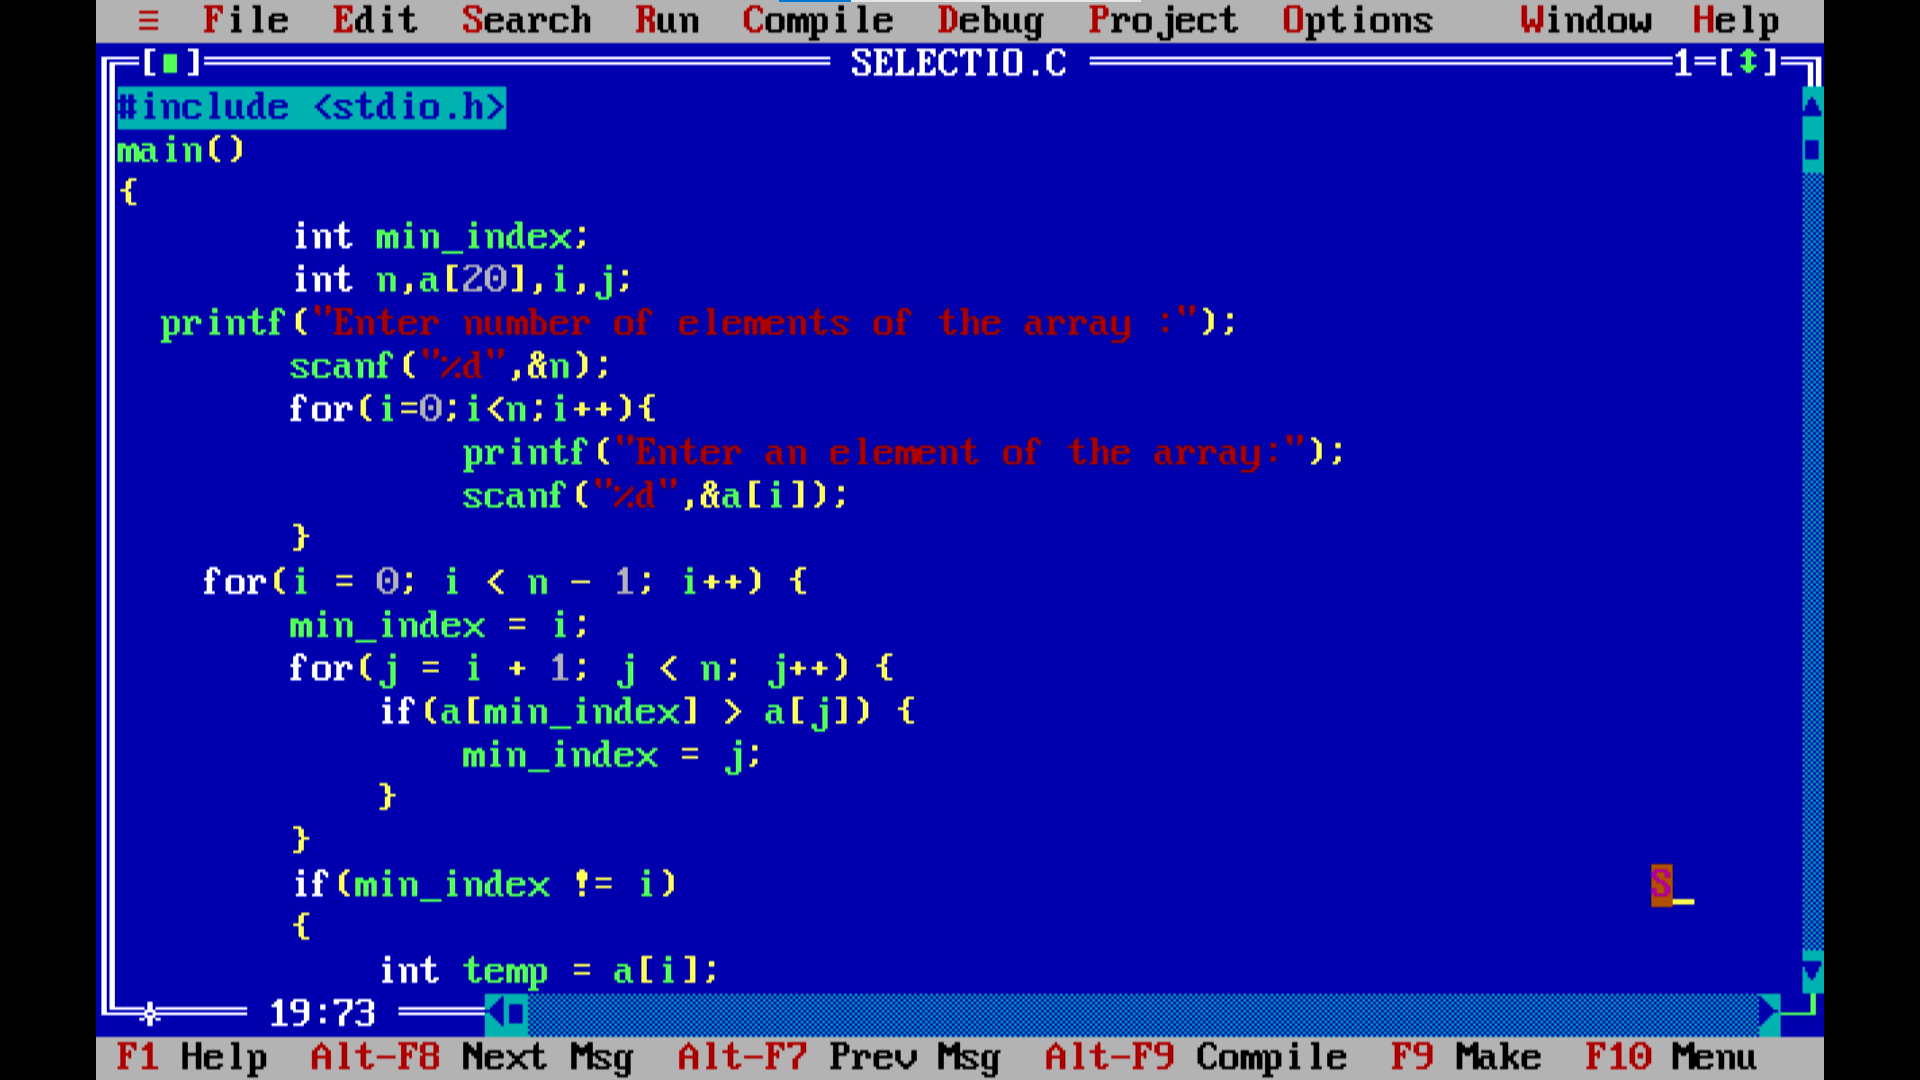 ≡ File Edit Search Run Compile Debug Project Options Window Help
[■] SELECTIO.C 1=[↕]
#include <stdio.h>
main()
{
int min_index;
int n,a[20],i,j;
printf("Enter number of elements of the array :");
scanf("%d",&n);
for(i=0;i<n;i++){
printf("Enter an element of the array:");
scanf("%d",&a[i]);
}
for(i = 0; i < n - 1; i++) {
min_index = i;
for(j = i + 1; j < n; j++) {
if(a[min_index] > a[j]) {
min_index = j;
}
}
if(min_index != i) S_
{
int temp = a[i];
19:73
F1 Help Alt-F8 Next Msg Alt-F7 Prev Msg Alt-F9 Compile F9 Make F10 Menu